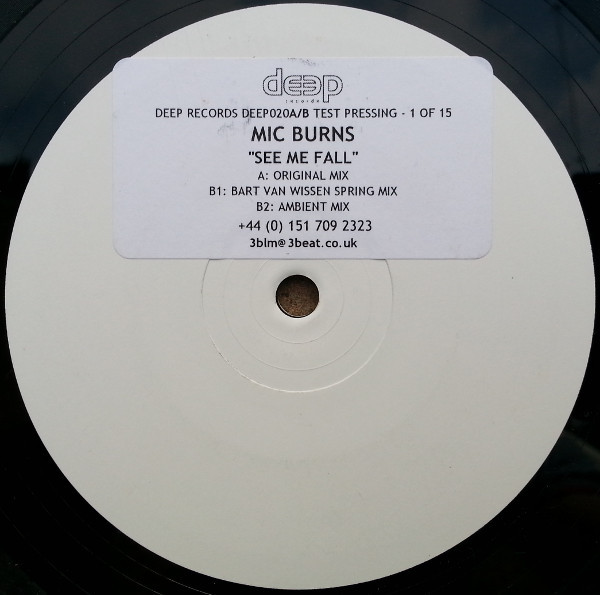 deep
records
DEEP RECORDS DEEP020A/B TEST PRESSING - 1 OF 15
MIC BURNS
"SEE ME FALL"
A: ORIGINAL MIX
B1: BART VAN WISSEN SPRING MIX
B2: AMBIENT MIX
+44 (0) 151 709 2323
3blm@3beat.co.uk